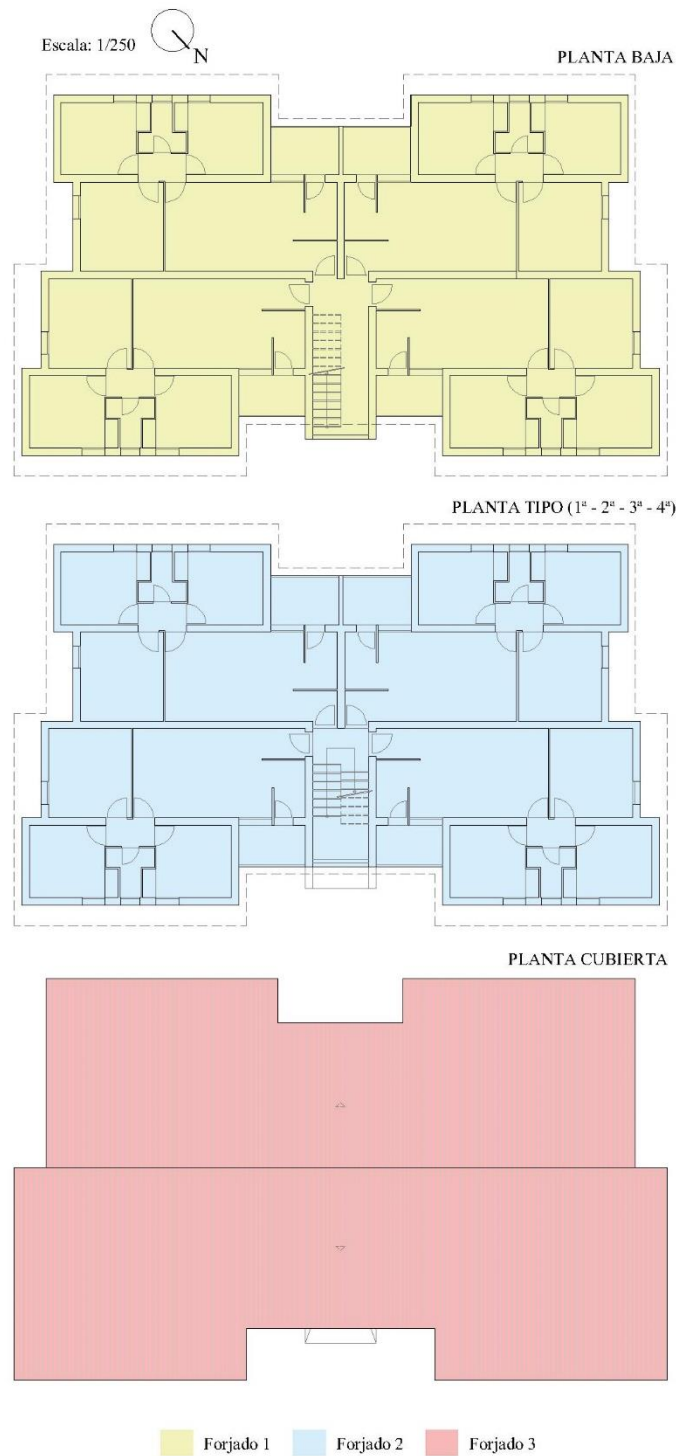 Escala: 1/250
N
PLANTA BAJA
PLANTA TIPO (1ª - 2ª - 3ª - 4ª)
PLANTA CUBIERTA
Forjado 1
Forjado 2
Forjado 3